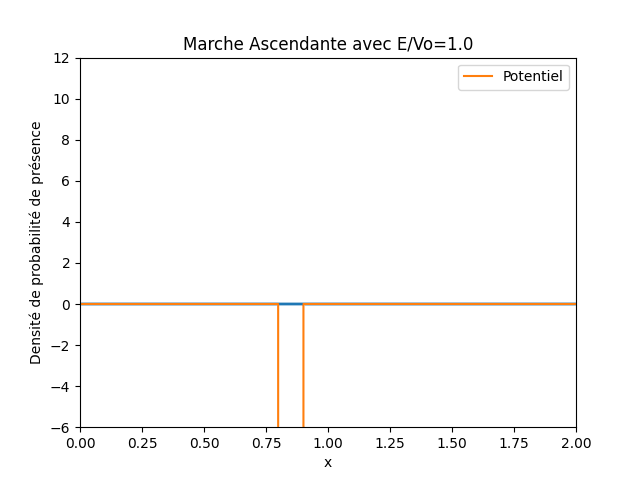 Marche Ascendante avec E/Vo=1.0
Potentiel
Densité de probabilité de présence
12
10
8
6
4
2
0
−2
−4
−6
0.00 0.25 0.50 0.75 1.00 1.25 1.50 1.75 2.00
x